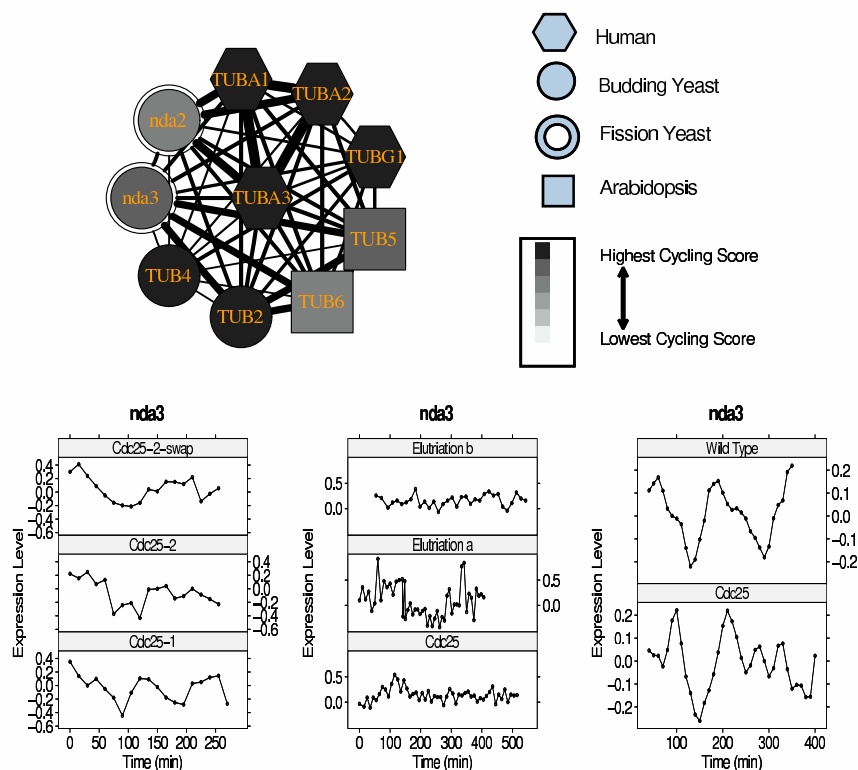 TUBA1
TUBA2
nda2
TUBG1
nda3
TUBA3
TUB5
TUB4
TUB6
TUB2
Human
Budding Yeast
Fission Yeast
Arabidopsis
Highest Cycling Score
Lowest Cycling Score
nda3
Cdc25-2-swap
0.4
0.2
0.0
-0.2
-0.4
-0.6
Cdc25-2
0.4
0.2
0.0
-0.2
-0.4
-0.6
Cdc25-1
0.4
0.2
0.0
-0.2
-0.4
-0.6
Expression Level
0 50 100 150 200 250
Time (min)
nda3
Elutriation b
0.5
0.0
Elutriation a
0.5
0.0
Cdc25
0.5
0.0
Expression Level
0 100 200 300 400 500
Time (min)
nda3
Wild Type
0.2
0.1
0.0
-0.1
-0.2
Cdc25
0.2
0.1
0.0
-0.1
-0.2
Expression Level
100 200 300 400
Time (min)